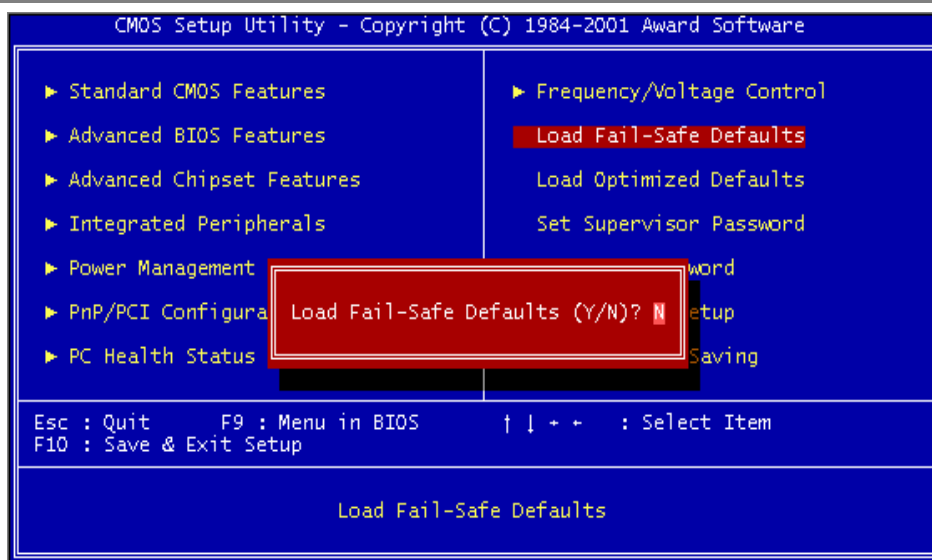 CMOS Setup Utility - Copyright (C) 1984-2001 Award Software
▶ Standard CMOS Features
▶ Advanced BIOS Features
▶ Advanced Chipset Features
▶ Integrated Peripherals
▶ Power Management
▶ PnP/PCI Configura
▶ PC Health Status
▶ Frequency/Voltage Control
Load Fail-Safe Defaults
Load Optimized Defaults
Set Supervisor Password
word
etup
Saving
Load Fail-Safe Defaults (Y/N)? N
Esc : Quit F9 : Menu in BIOS ↑ ↓ → ← : Select Item
F10 : Save & Exit Setup
Load Fail-Safe Defaults